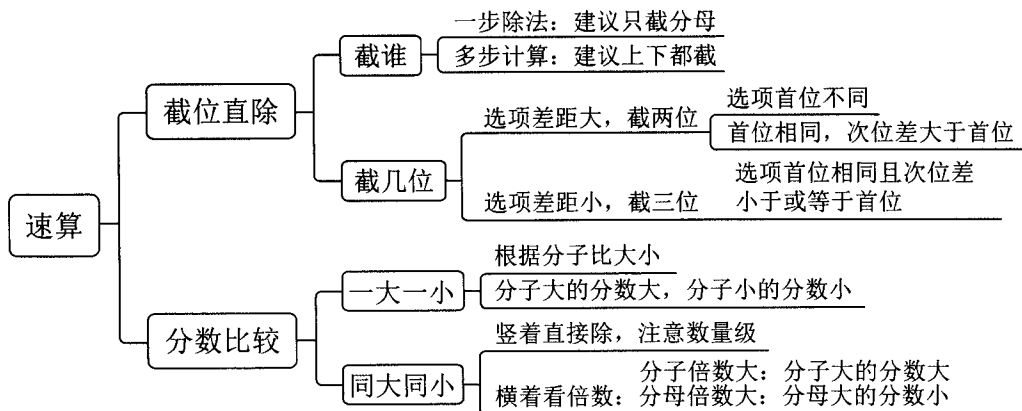 速算
截位直除
截谁
一步除法：建议只截分母
多步计算：建议上下都截
截几位
选项差距大，截两位
选项首位不同
首位相同，次位差大于首位
选项差距小，截三位
选项首位相同且次位差
小于或等于首位
分数比较
一大一小
根据分子比大小
分子大的分数大，分子小的分数小
同大同小
竖着直接除，注意数量级
横着看倍数：
分子倍数大：分子大的分数大
分母倍数大：分母大的分数小